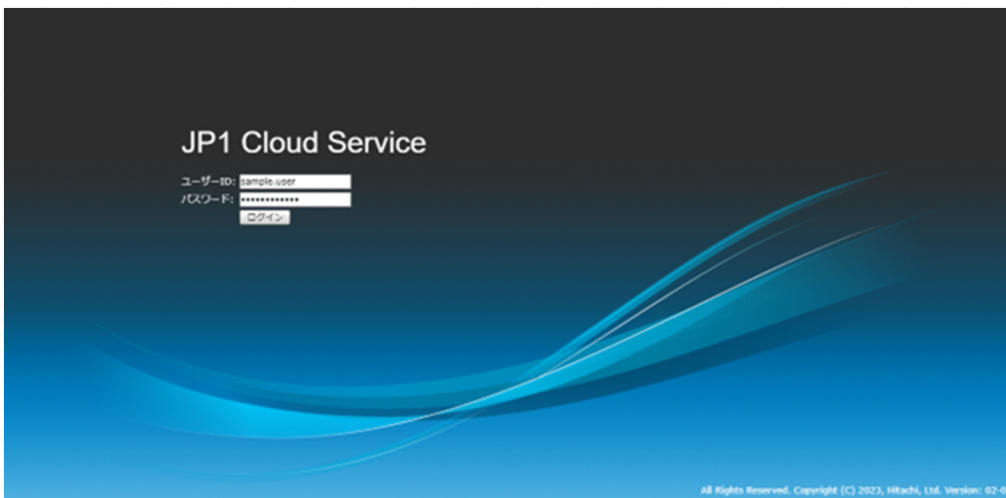 JP1 Cloud Service
ユーザーID: sample.user
パスワード: ••••••••••••
ログイン
All Rights Reserved. Copyright (C) 2023, Hitachi, Ltd. Version: 02-